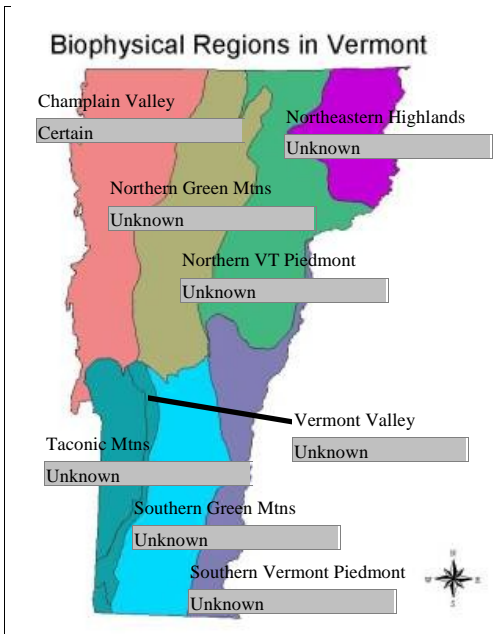 Biophysical Regions in Vermont
Champlain Valley
Certain
Northeastern Highlands
Unknown
Northern Green Mtns
Unknown
Northern VT Piedmont
Unknown
Vermont Valley
Unknown
Taconic Mtns
Unknown
Southern Green Mtns
Unknown
Southern Vermont Piedmont
Unknown
N
W E
S